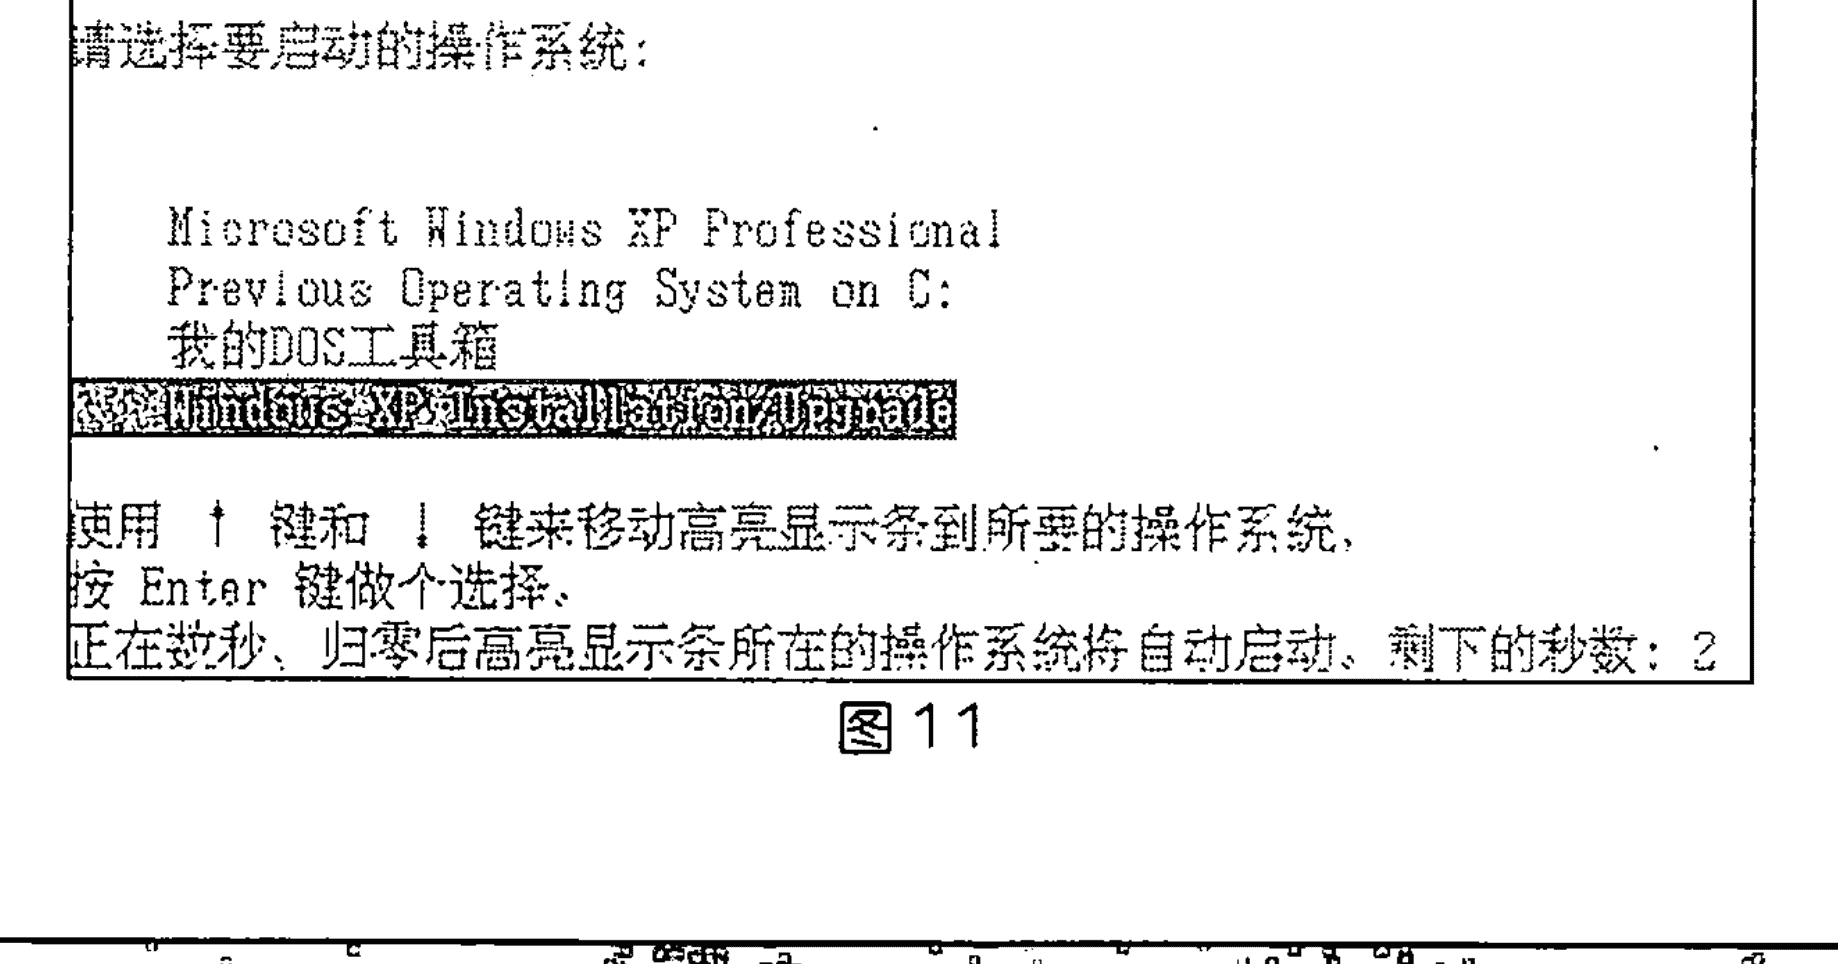 请选择要启动的操作系统:
Microsoft Windows XP Professional
Previous Operating System on C:
我的DOS工具箱
Windows XP Installation/Upgrade
使用 ↑ 键和 ↓ 键来移动高亮显示条到所要的操作系统,
按 Enter 键做个选择。
正在数秒、归零后高亮显示条所在的操作系统将自动启动。剩下的秒数: 2
图11